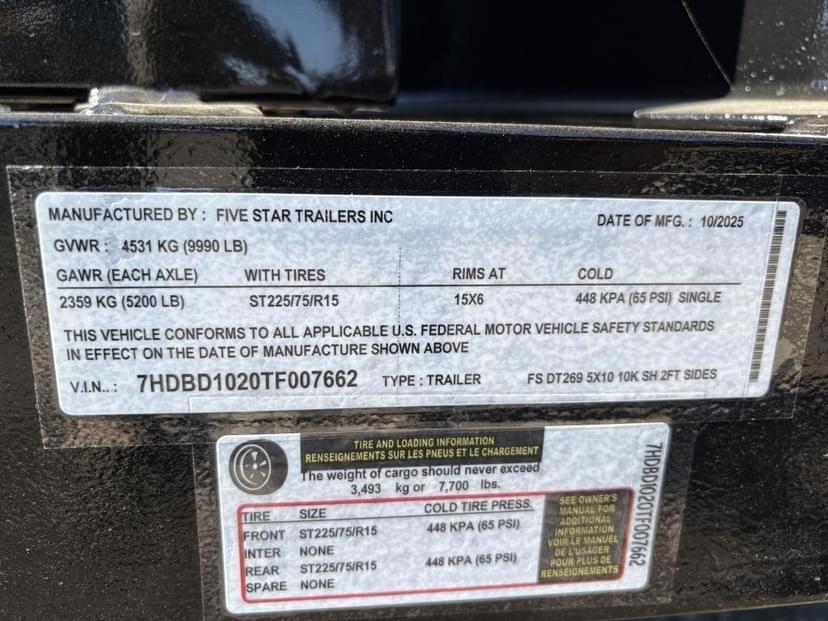 MANUFACTURED BY : FIVE STAR TRAILERS INC DATE OF MFG. : 10/2025
GVWR : 4531 KG (9990 LB)
GAWR (EACH AXLE) WITH TIRES RIMS AT COLD
2359 KG (5200 LB) ST225/75/R15 15X6 448 KPA (65 PSI) SINGLE
THIS VEHICLE CONFORMS TO ALL APPLICABLE U.S. FEDERAL MOTOR VEHICLE SAFETY STANDARDS
IN EFFECT ON THE DATE OF MANUFACTURE SHOWN ABOVE
V.I.N.. : 7HDBD1020TF007662 TYPE : TRAILER FS DT269 5X10 10K SH 2FT SIDES
TIRE AND LOADING INFORMATION
RENSEIGNEMENTS SUR LES PNEUS ET LE CHARGEMENT
The weight of cargo should never exceed
3,493 kg or 7,700 lbs.
TIRE SIZE COLD TIRE PRESS.
FRONT ST225/75/R15 448 KPA (65 PSI)
INTER NONE
REAR ST225/75/R15 448 KPA (65 PSI)
SPARE NONE
SEE OWNER'S
MANUAL FOR
ADDITIONAL
INFORMATION
VOIR LE MANUEL
DE L'USAGER
POUR PLUS DE
RENSEIGNEMENTS
7HDBD1020TF007662